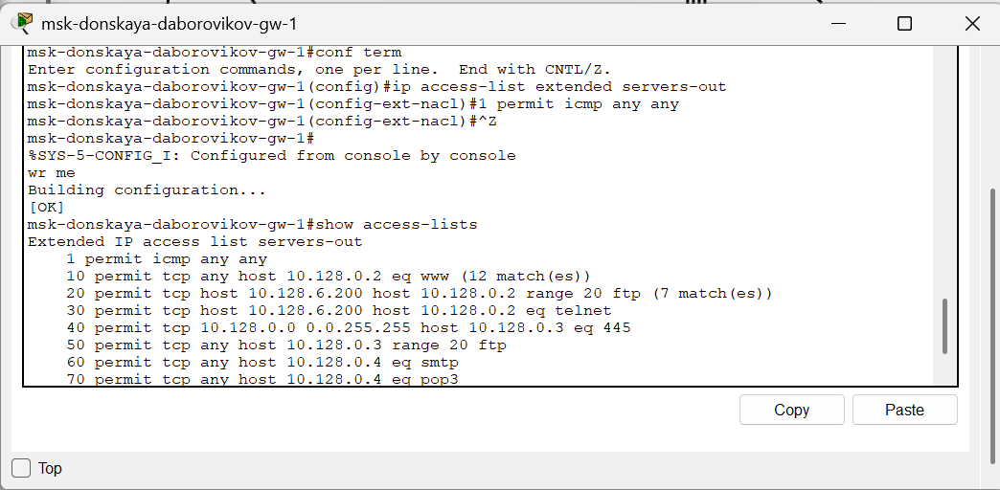 msk-donskaya-daborovikov-gw-1
msk-donskaya-daborovikov-gw-1#conf term
Enter configuration commands, one per line.  End with CNTL/Z.
msk-donskaya-daborovikov-gw-1(config)#ip access-list extended servers-out
msk-donskaya-daborovikov-gw-1(config-ext-nacl)#1 permit icmp any any
msk-donskaya-daborovikov-gw-1(config-ext-nacl)#^Z
msk-donskaya-daborovikov-gw-1#
%SYS-5-CONFIG_I: Configured from console by console
wr me
Building configuration...
[OK]
msk-donskaya-daborovikov-gw-1#show access-lists
Extended IP access list servers-out
    1 permit icmp any any
    10 permit tcp any host 10.128.0.2 eq www (12 match(es))
    20 permit tcp host 10.128.6.200 host 10.128.0.2 range 20 ftp (7 match(es))
    30 permit tcp host 10.128.6.200 host 10.128.0.2 eq telnet
    40 permit tcp 10.128.0.0 0.0.255.255 host 10.128.0.3 eq 445
    50 permit tcp any host 10.128.0.3 range 20 ftp
    60 permit tcp any host 10.128.0.4 eq smtp
    70 permit tcp any host 10.128.0.4 eq pop3
Copy
Paste
Top